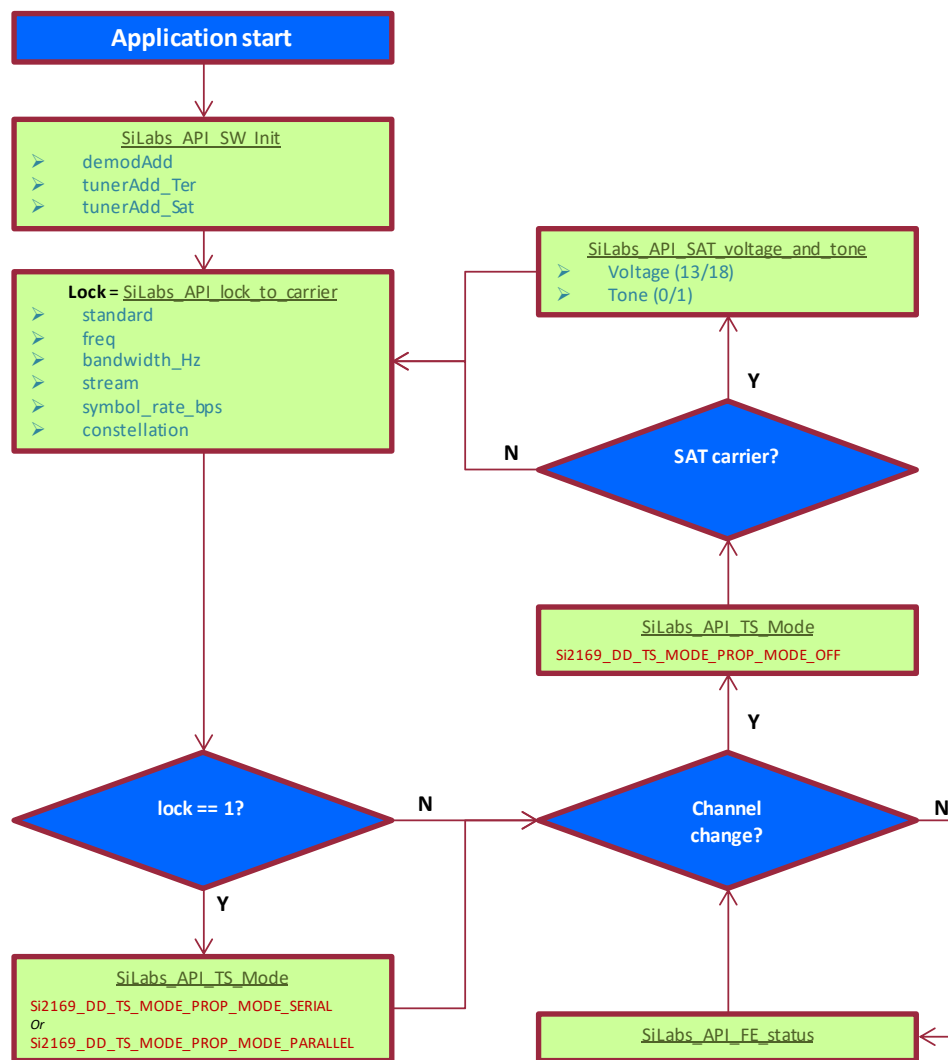 Application start
SiLabs_API_SW_Init
➢ demodAdd
➢ tunerAdd_Ter
➢ tunerAdd_Sat
Lock = SiLabs_API_lock_to_carrier
➢ standard
➢ freq
➢ bandwidth_Hz
➢ stream
➢ symbol_rate_bps
➢ constellation
SiLabs_API_SAT_voltage_and_tone
➢ Voltage (13/18)
➢ Tone (0/1)
Y
SAT carrier?
N
SiLabs_API_TS_Mode
Si2169_DD_TS_MODE_PROP_MODE_OFF
Y
lock == 1?
N
Channel
change?
N
Y
SiLabs_API_TS_Mode
Si2169_DD_TS_MODE_PROP_MODE_SERIAL
Or
Si2169_DD_TS_MODE_PROP_MODE_PARALLEL
SiLabs_API_FE_status